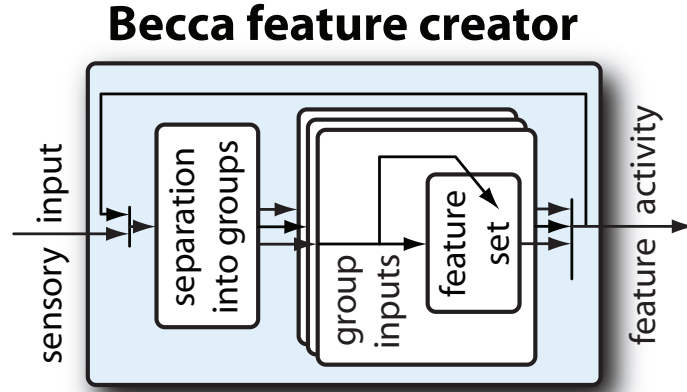 Becca feature creator
sensory input
separation
into groups
group
inputs
feature
set
feature activity